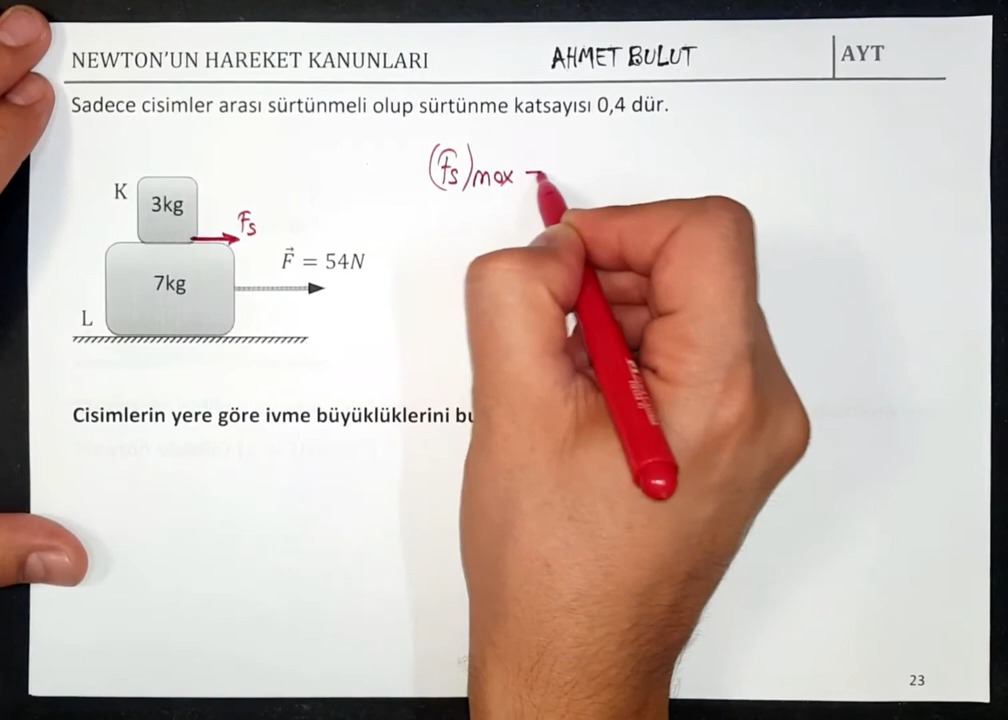 NEWTON'UN HAREKET KANUNLARI AHMET BULUT AYT
Sadece cisimler arası sürtünmeli olup sürtünme katsayısı 0,4 dür.
(Fs)max =
K 3kg
Fs
F⃗ = 54N
7kg
L
Cisimlerin yere göre ivme büyüklüklerini
23